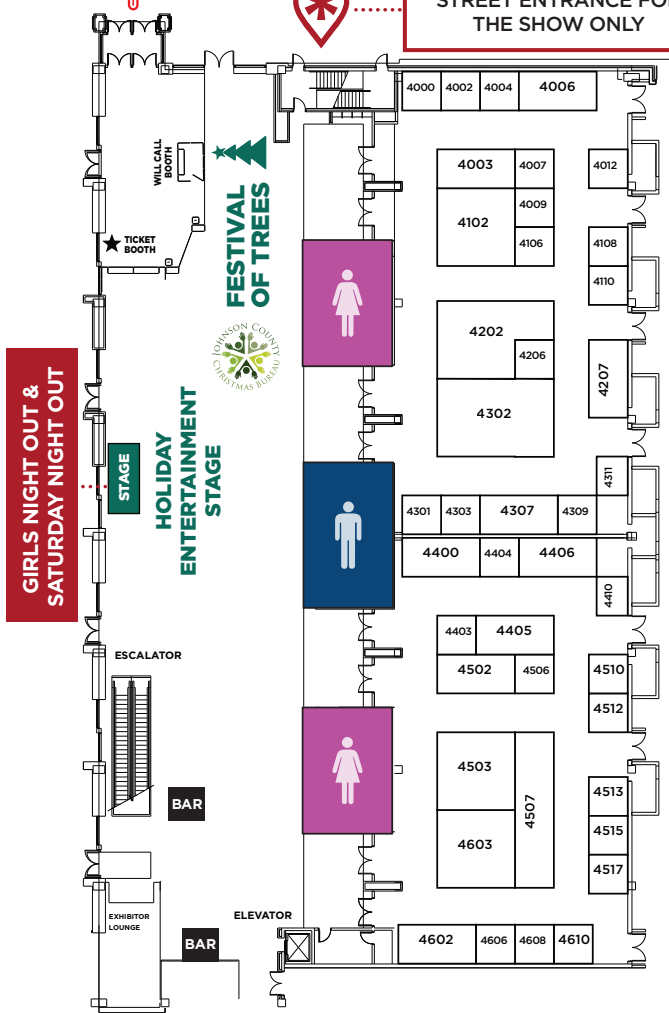 STREET ENTRANCE FOR
THE SHOW ONLY
4000 4002 4004 4006
WILL CALL
BOOTH
4003 4007 4012
4009
4102
4106 4108
4110
TICKET
BOOTH
FESTIVAL
OF TREES
JOHNSON COUNTY
CHRISTMAS BUREAU
4202
4206
4207
4302
GIRLS NIGHT OUT &
SATURDAY NIGHT OUT
STAGE
HOLIDAY
ENTERTAINMENT
STAGE
4311
4301 4303 4307 4309
4400 4404 4406
4410
4403 4405
4502 4506 4510
4512
ESCALATOR
BAR
4503
4507
4513
4515
4603
4517
EXHIBITOR
LOUNGE
ELEVATOR
BAR
4602 4606 4608 4610